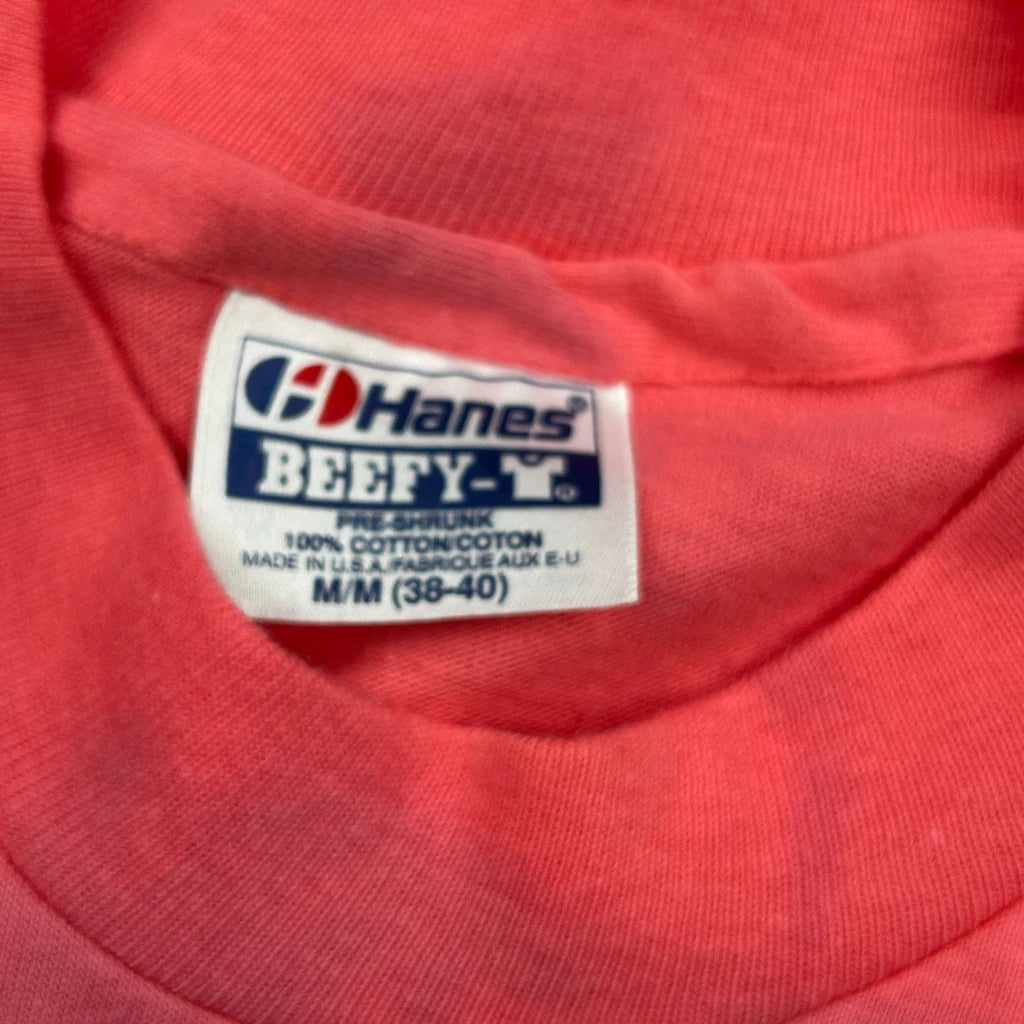 Hanes®
BEEFY-T®
PRE-SHRUNK
100% COTTON/COTON
MADE IN U.S.A./FABRIQUE AUX E-U
M/M (38-40)